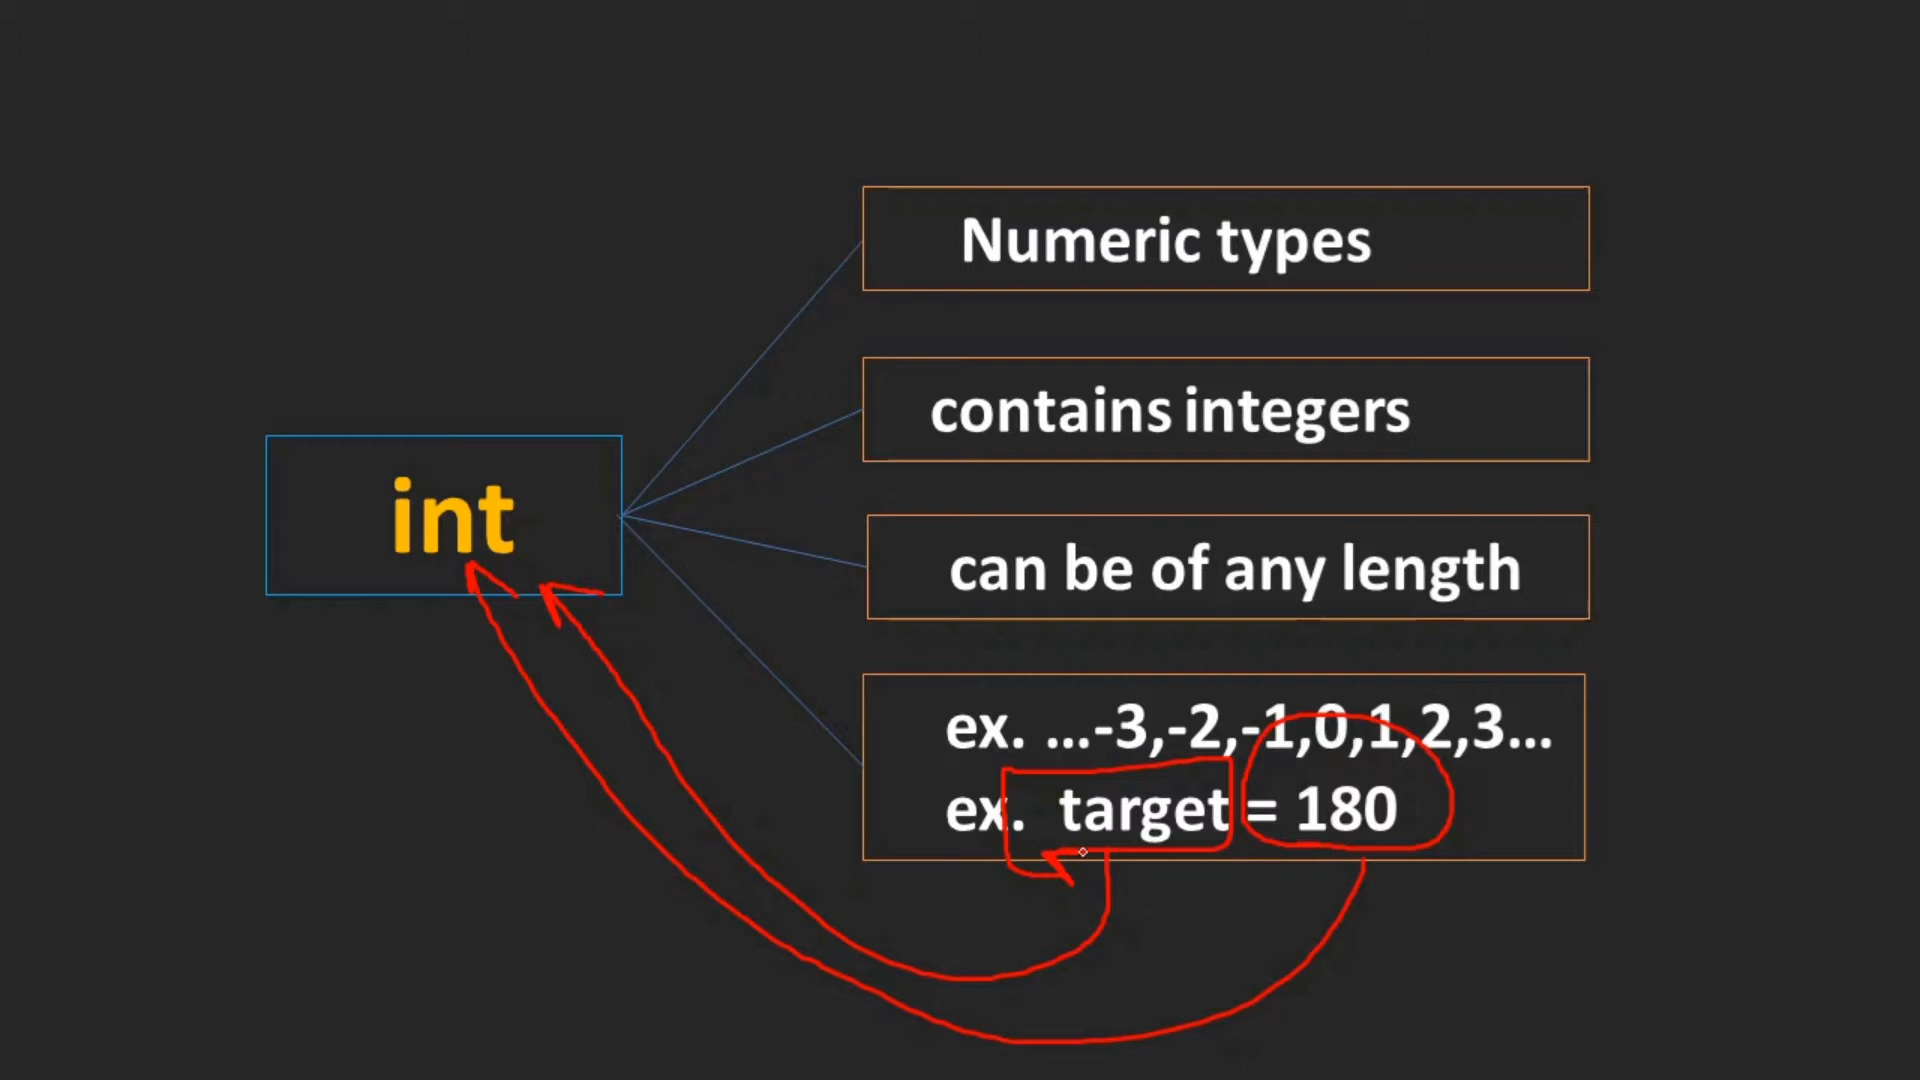 int
Numeric types
contains integers
can be of any length
ex. ...-3,-2,-1,0,1,2,3...
ex. target = 180